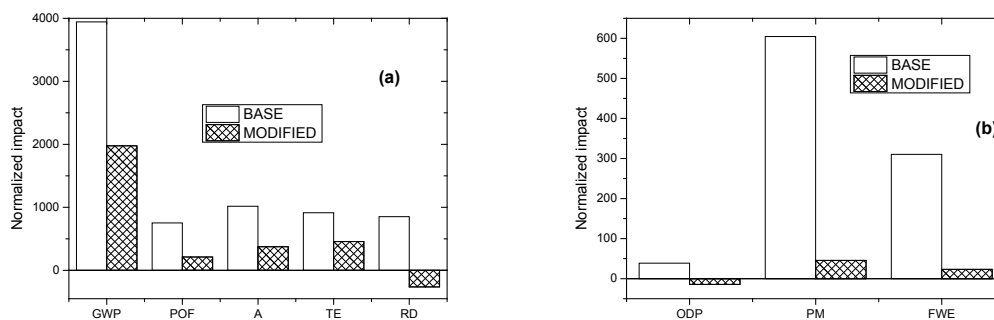 4000
3000
2000
1000
0
Normalized impact
(a)
BASE
MODIFIED
GWP POF A TE RD
600
500
400
300
200
100
0
Normalized impact
BASE
MODIFIED
(b)
ODP PM FWE